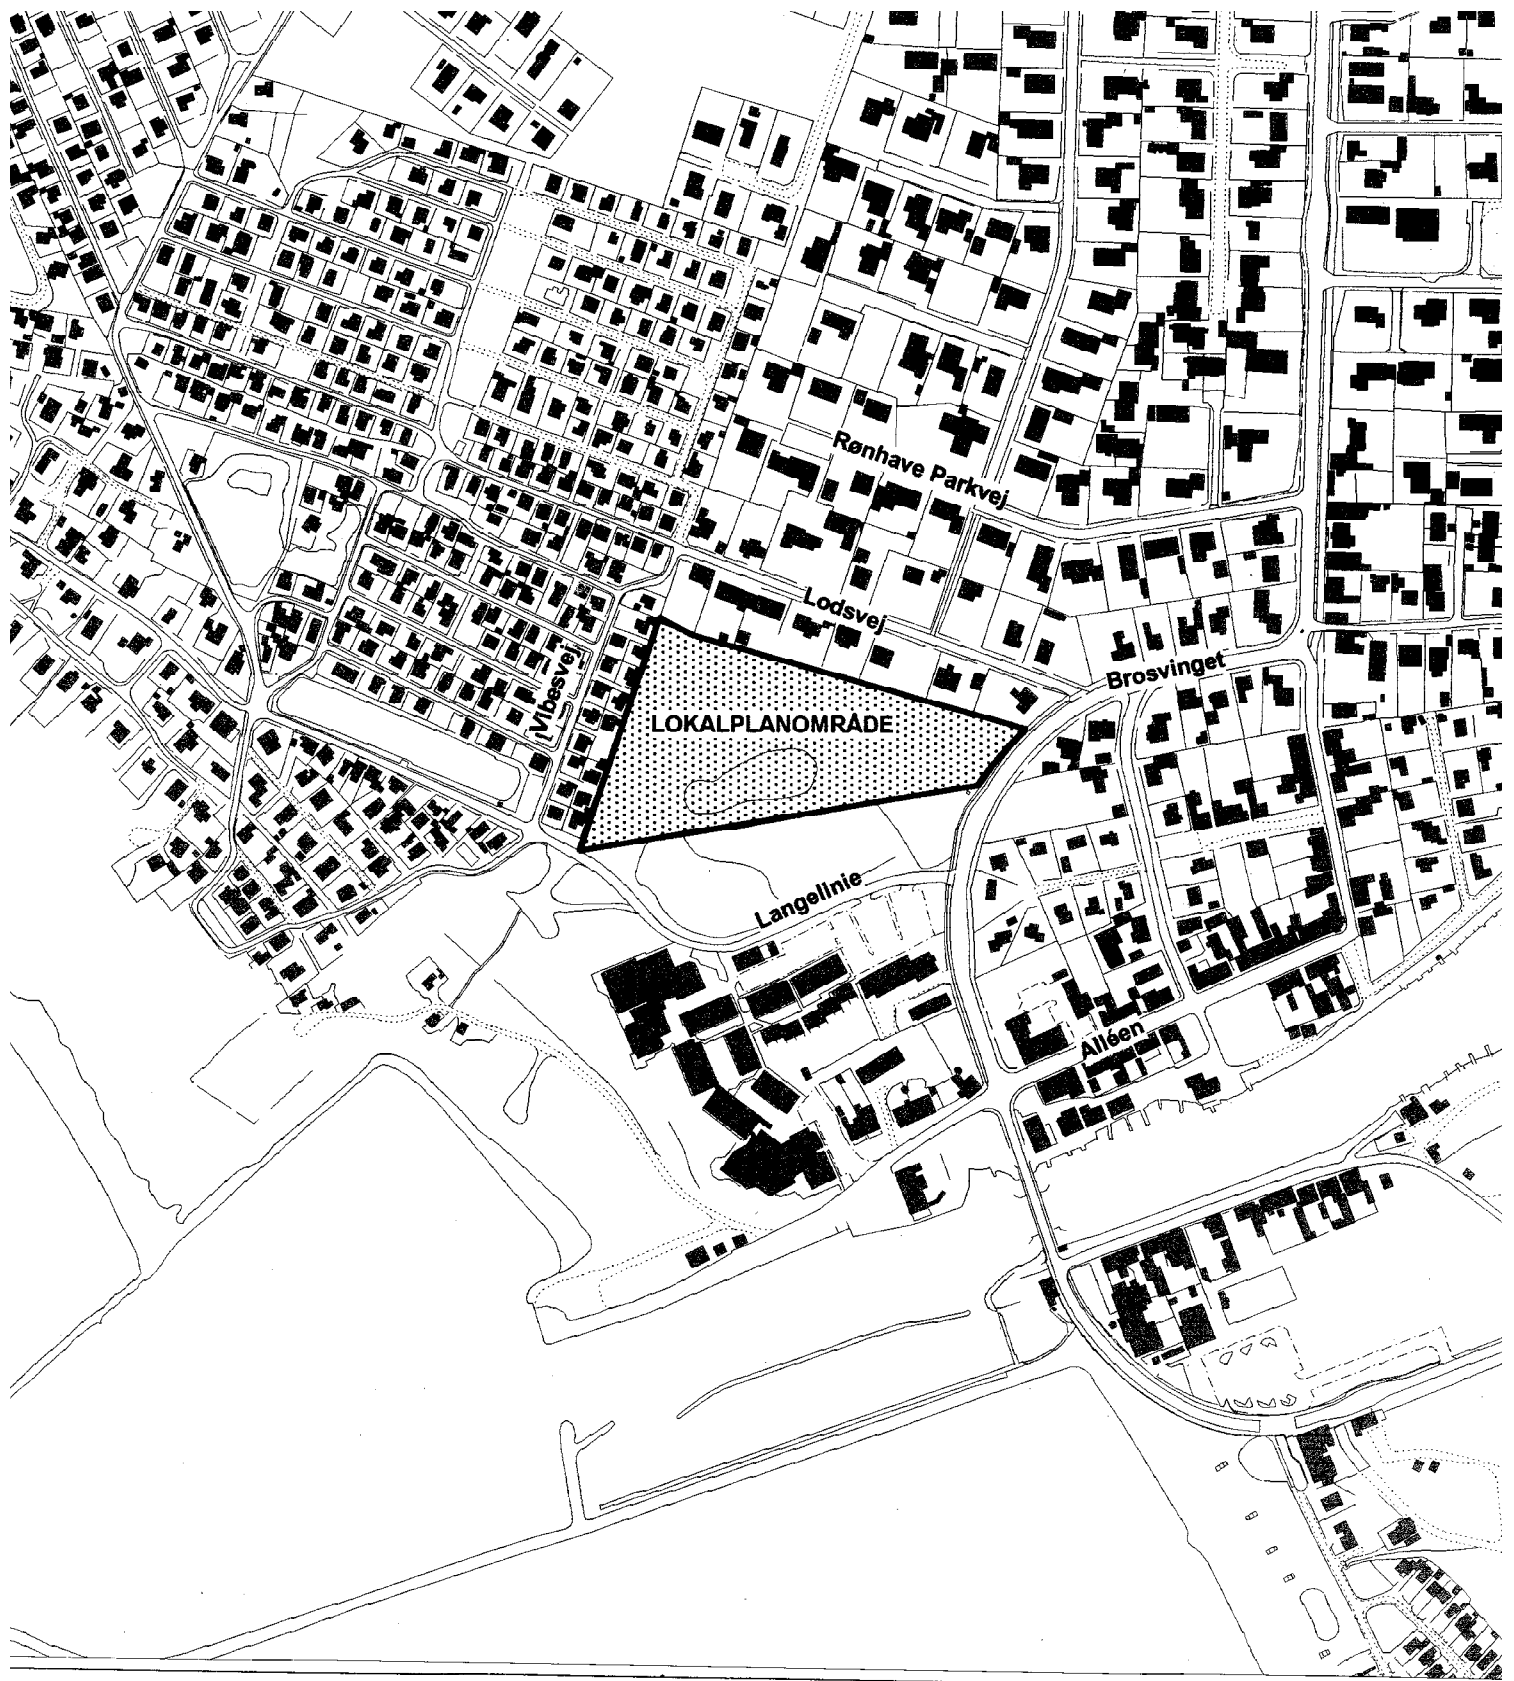 Rønhave Parkvej
Lodsvej
Brosvinget
Vibesvej
LOKALPLANOMRÅDE
Langelinie
Alléen